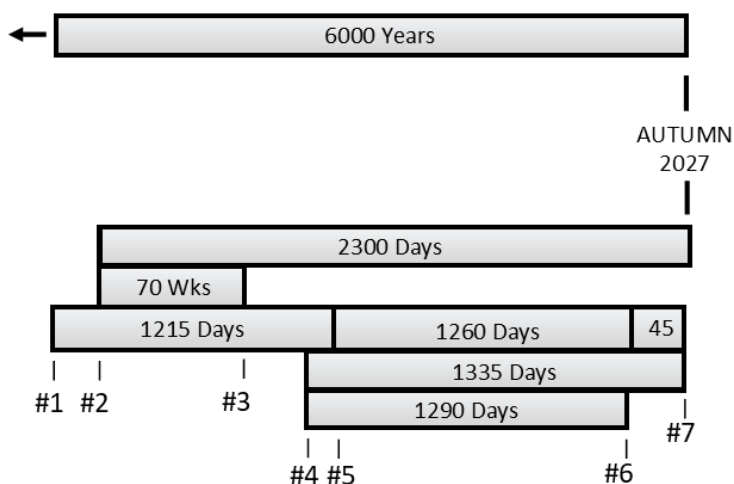 6000 Years
AUTUMN
2027
2300 Days
70 Wks
1215 Days 1260 Days 45
1335 Days
1290 Days
#1 #2 #3 #7
#4 #5 #6